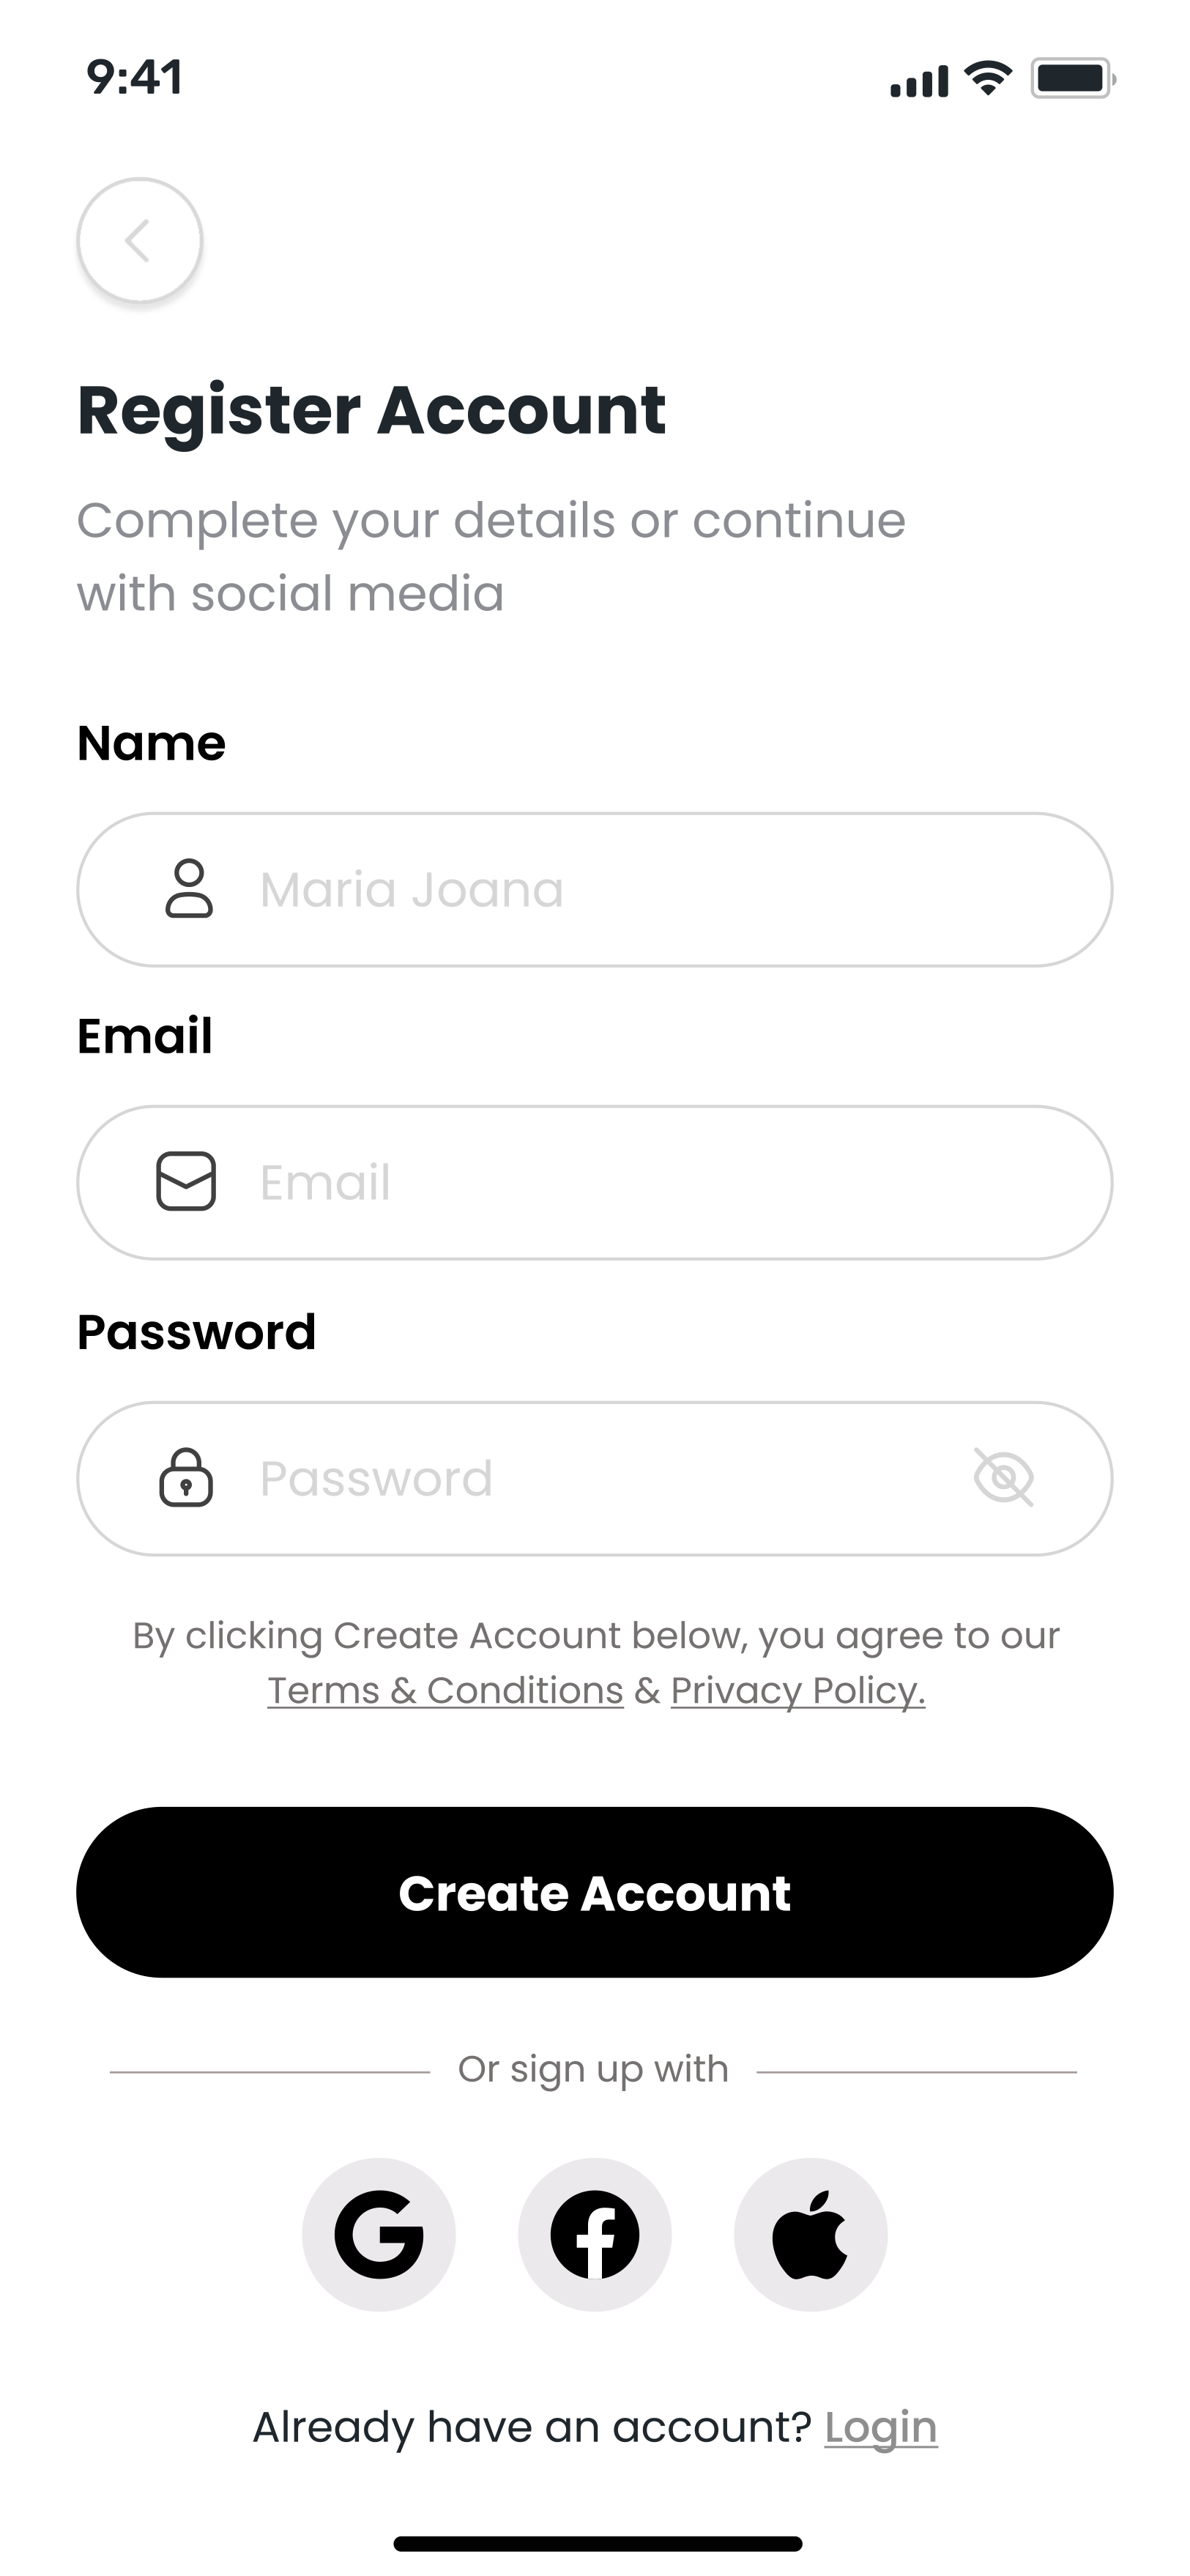 9:41
Register Account
Complete your details or continue
with social media
Name
Maria Joana
Email
Email
Password
Password
By clicking Create Account below, you agree to our
Terms & Conditions & Privacy Policy.
Create Account
Or sign up with
Already have an account? Login